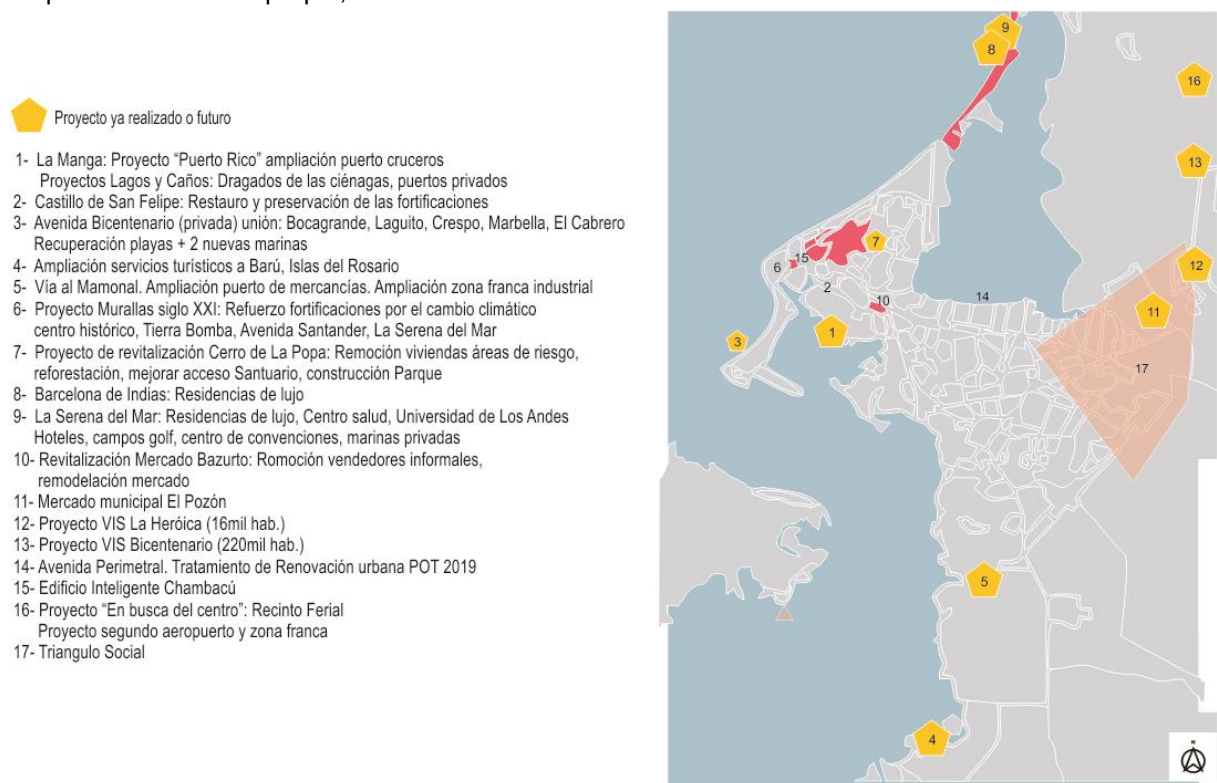 Proyecto ya realizado o futuro
1- La Manga: Proyecto “Puerto Rico” ampliación puerto cruceros
Proyectos Lagos y Caños: Dragados de las ciénagas, puertos privados
2- Castillo de San Felipe: Restauro y preservación de las fortificaciones
3- Avenida Bicentenario (privada) unión: Bocagrande, Laguito, Crespo, Marbella, El Cabrero
Recuperación playas + 2 nuevas marinas
4- Ampliación servicios turísticos a Barú, Islas del Rosario
5- Vía al Mamonal. Ampliación puerto de mercancías. Ampliación zona franca industrial
6- Proyecto Murallas siglo XXI: Refuerzo fortificaciones por el cambio climático
centro histórico, Tierra Bomba, Avenida Santander, La Serena del Mar
7- Proyecto de revitalización Cerro de La Popa: Remoción viviendas áreas de riesgo,
reforestación, mejorar acceso Santuario, construcción Parque
8- Barcelona de Indias: Residencias de lujo
9- La Serena del Mar: Residencias de lujo, Centro salud, Universidad de Los Andes
Hoteles, campos golf, centro de convenciones, marinas privadas
10- Revitalización Mercado Bazurto: Romoción vendedores informales,
remodelación mercado
11- Mercado municipal El Pozón
12- Proyecto VIS La Heróica (16mil hab.)
13- Proyecto VIS Bicentenario (220mil hab.)
14- Avenida Perimetral. Tratamiento de Renovación urbana POT 2019
15- Edificio Inteligente Chambacú
16- Proyecto “En busca del centro”: Recinto Ferial
Proyecto segundo aeropuerto y zona franca
17- Triangulo Social
9
8
16
13
7
15
6
12
2
14
10
11
1
3
17
5
4
N